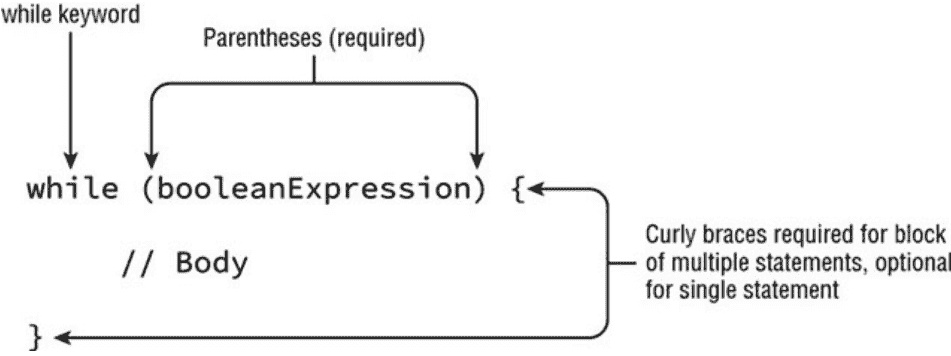 while keyword
Parentheses (required)
while (booleanExpression) {
Curly braces required for block
of multiple statements, optional
for single statement
// Body
}